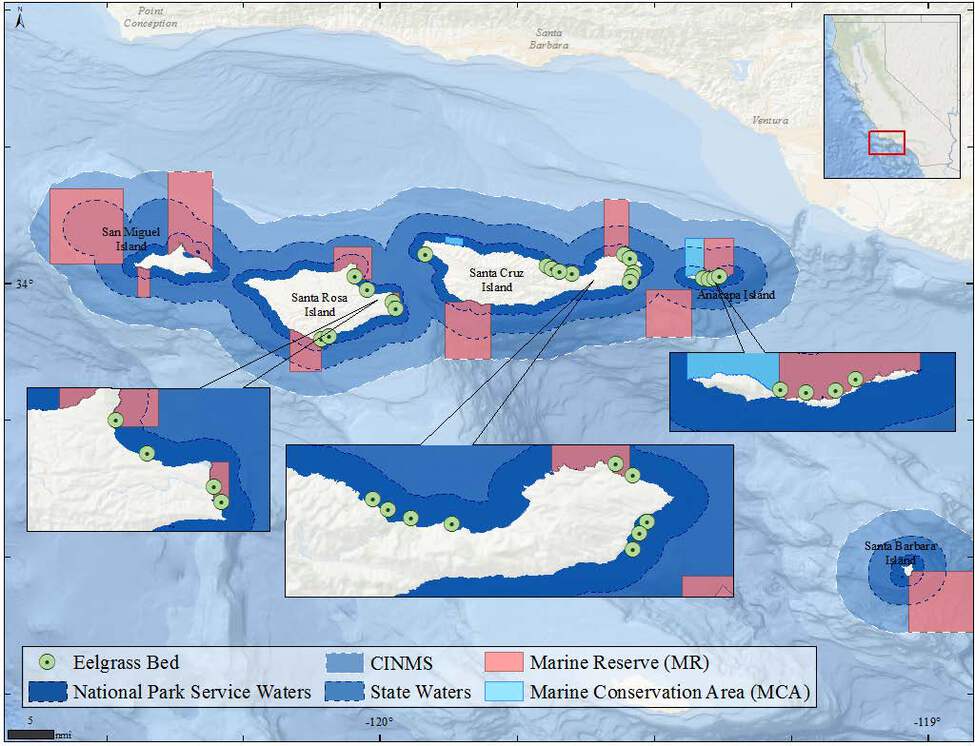 N
Point
Conception
Santa
Barbara
Ventura
San Miguel
Island
34°
Santa Rosa
Island
Santa Cruz
Island
Anacapa Island
Santa Barbara
Island
Eelgrass Bed
CINMS
Marine Reserve (MR)
National Park Service Waters
State Waters
Marine Conservation Area (MCA)
5
nmi
-120°
-119°